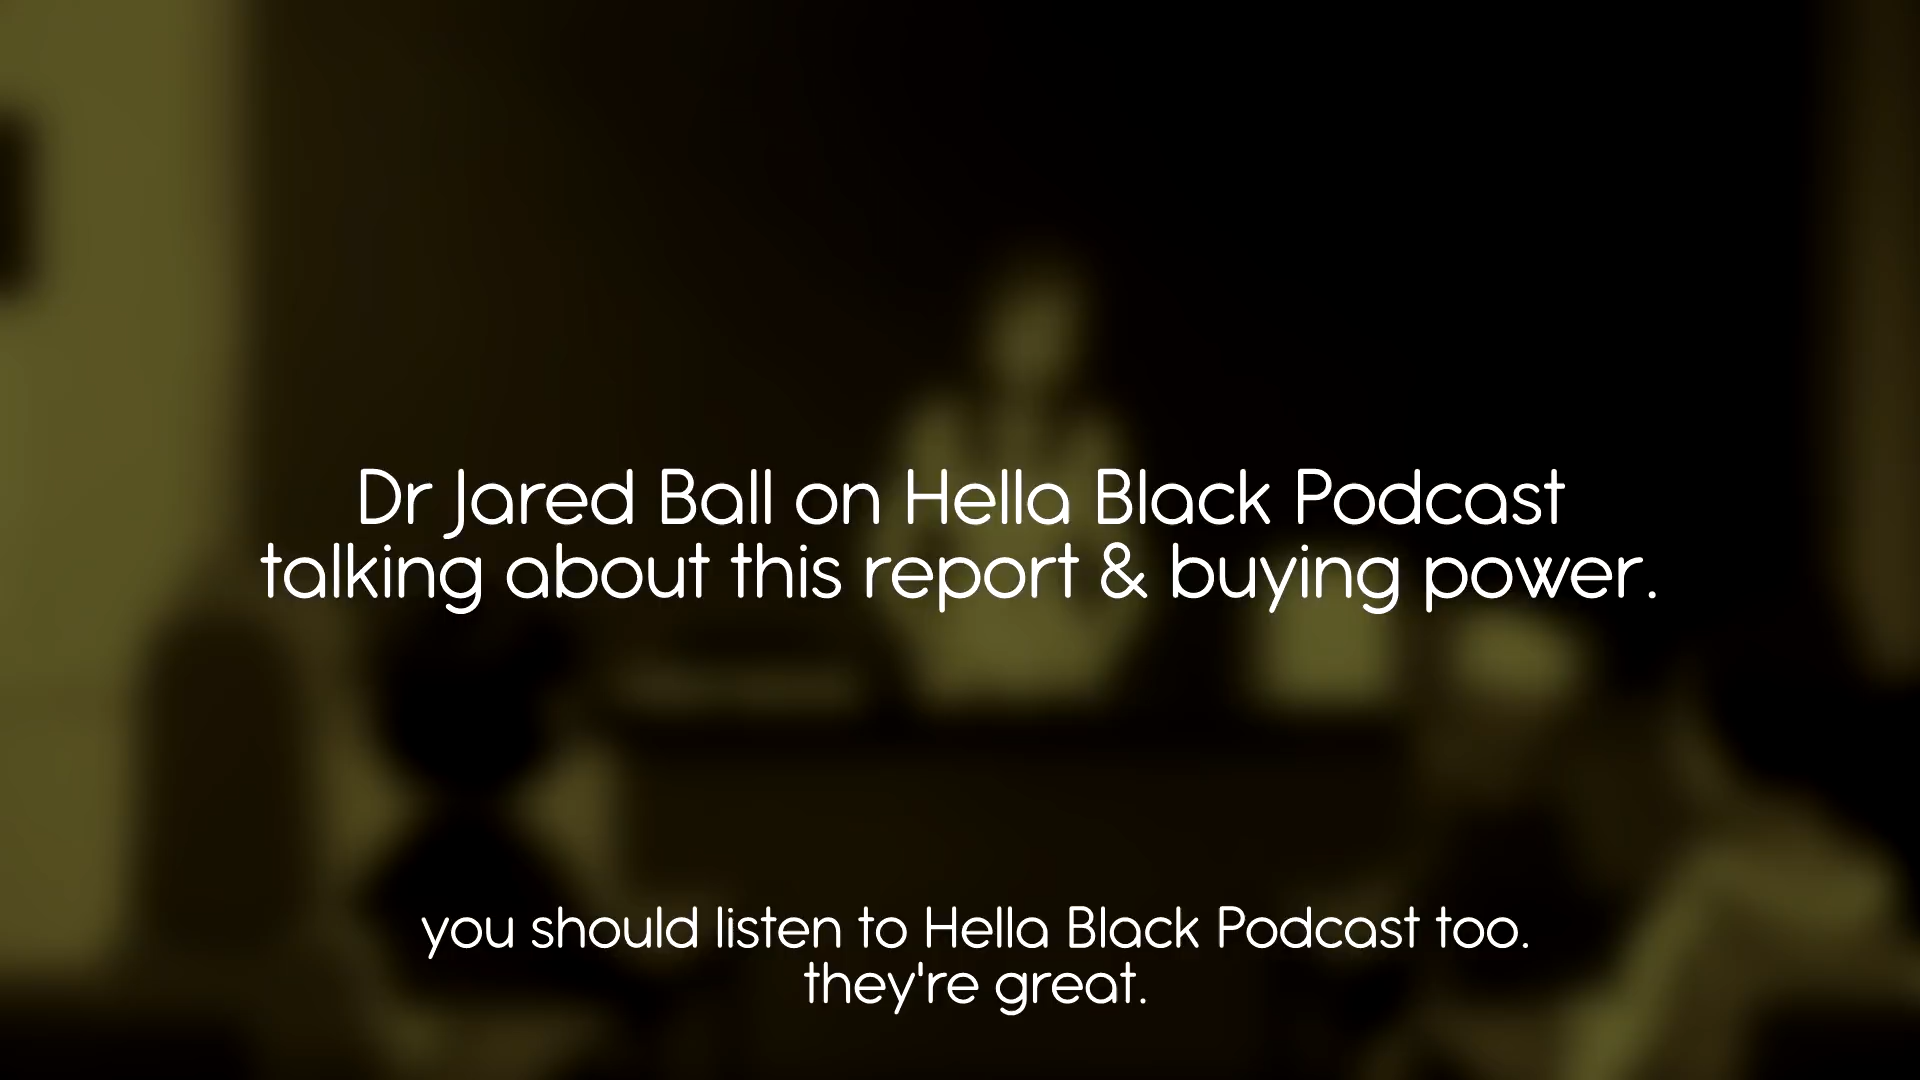 Dr Jared Ball on Hella Black Podcast
talking about this report & buying power.
you should listen to Hella Black Podcast too.
they're great.